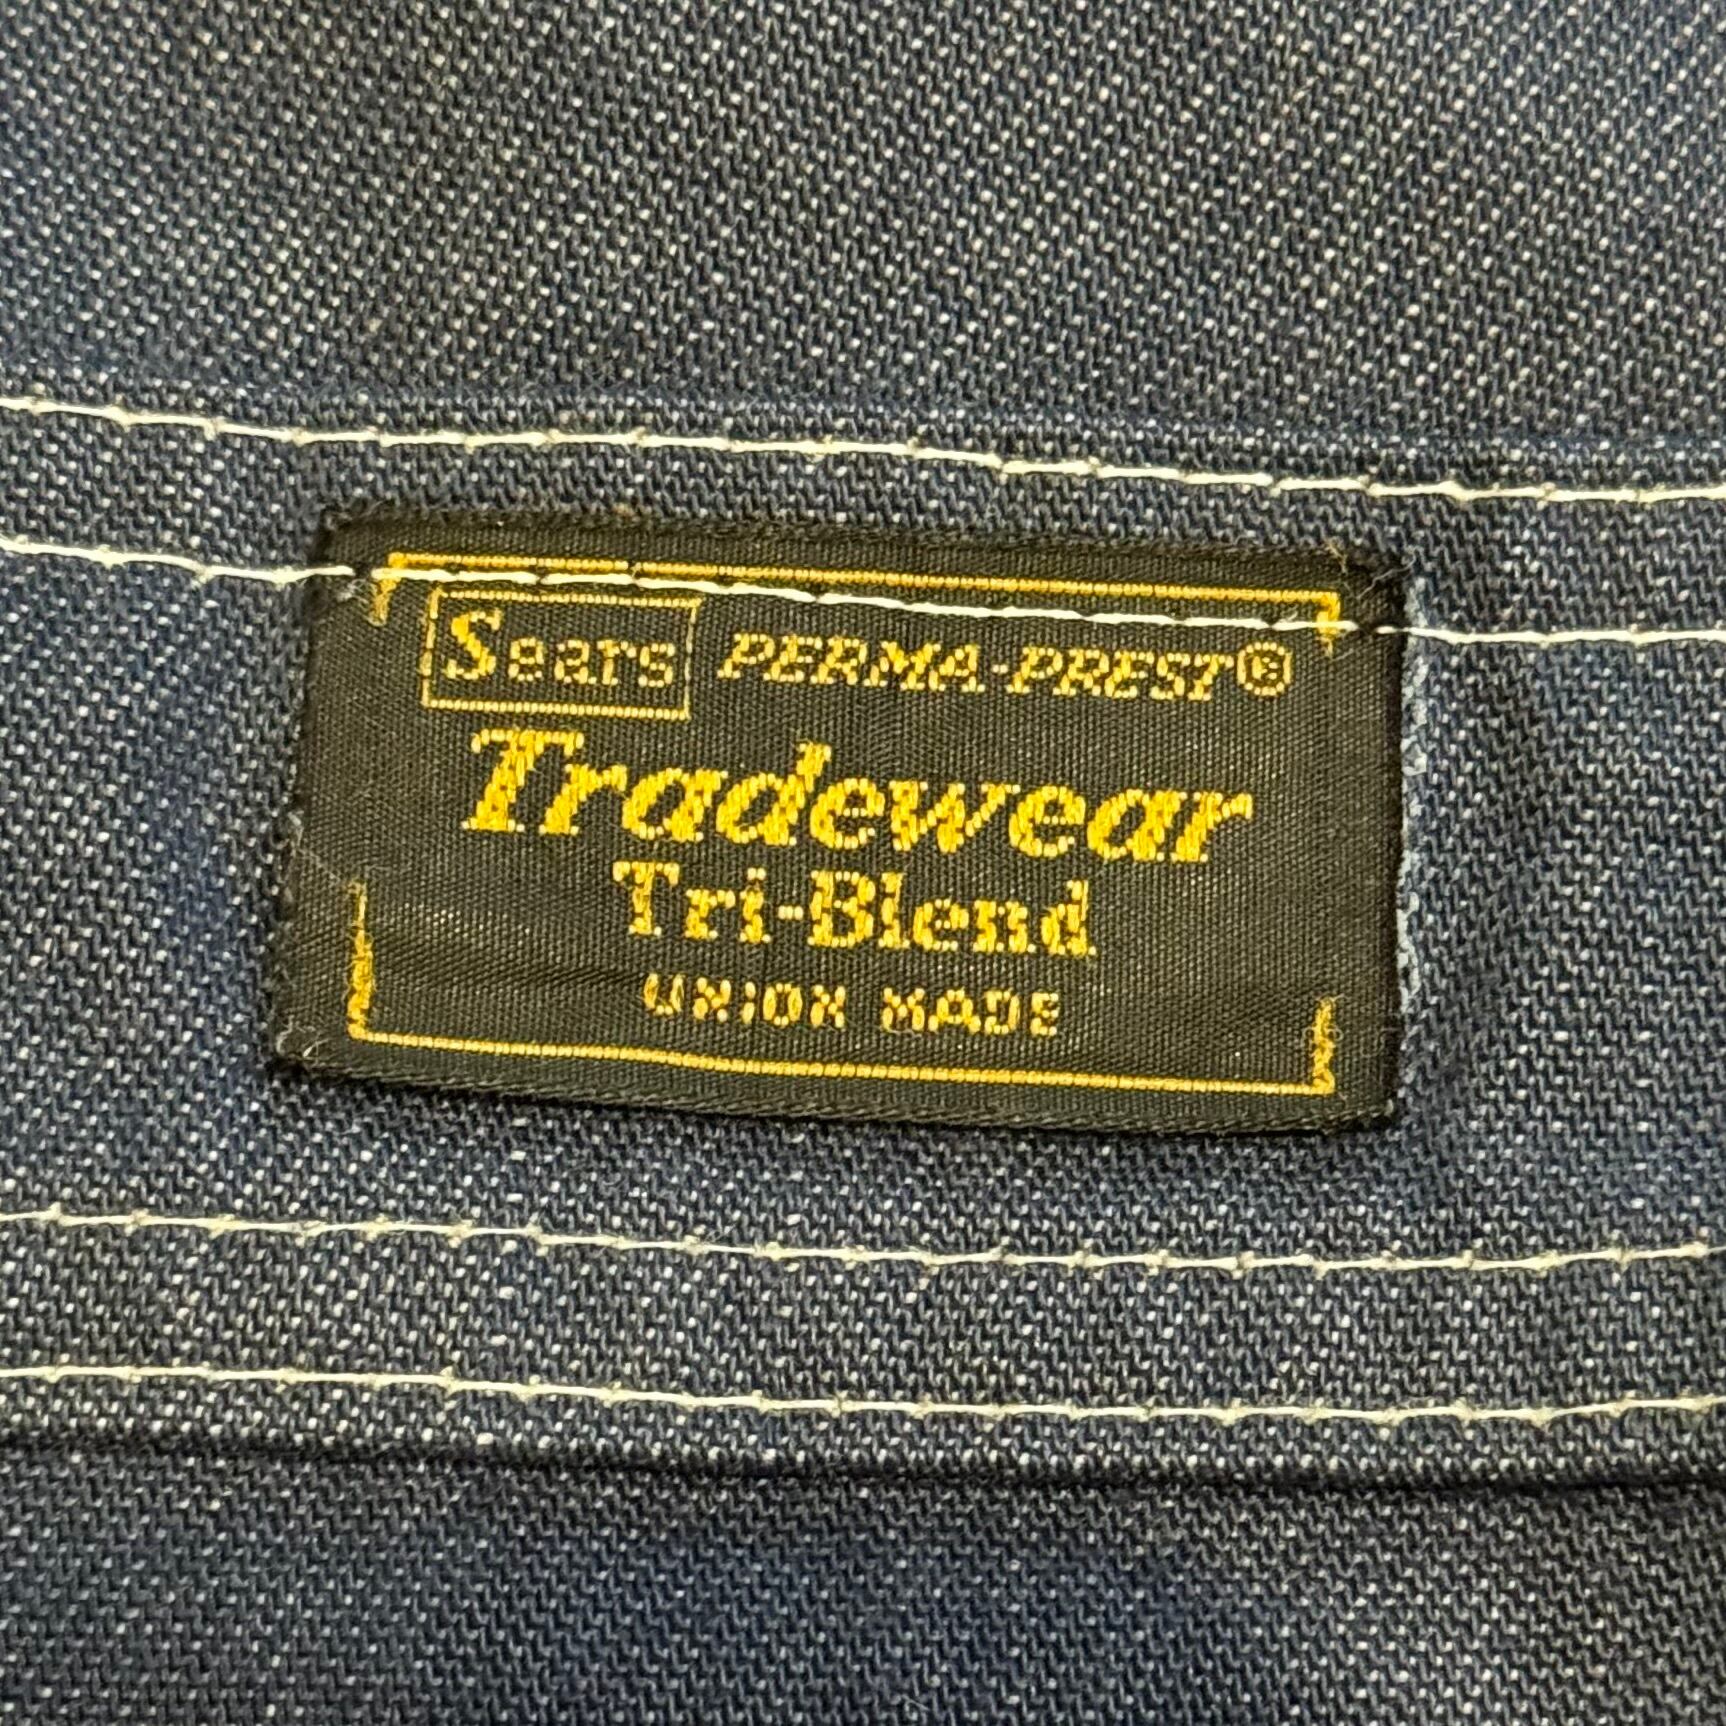 Sears PERMA-PREST®
Tradewear
Tri-Blend
UNION MADE